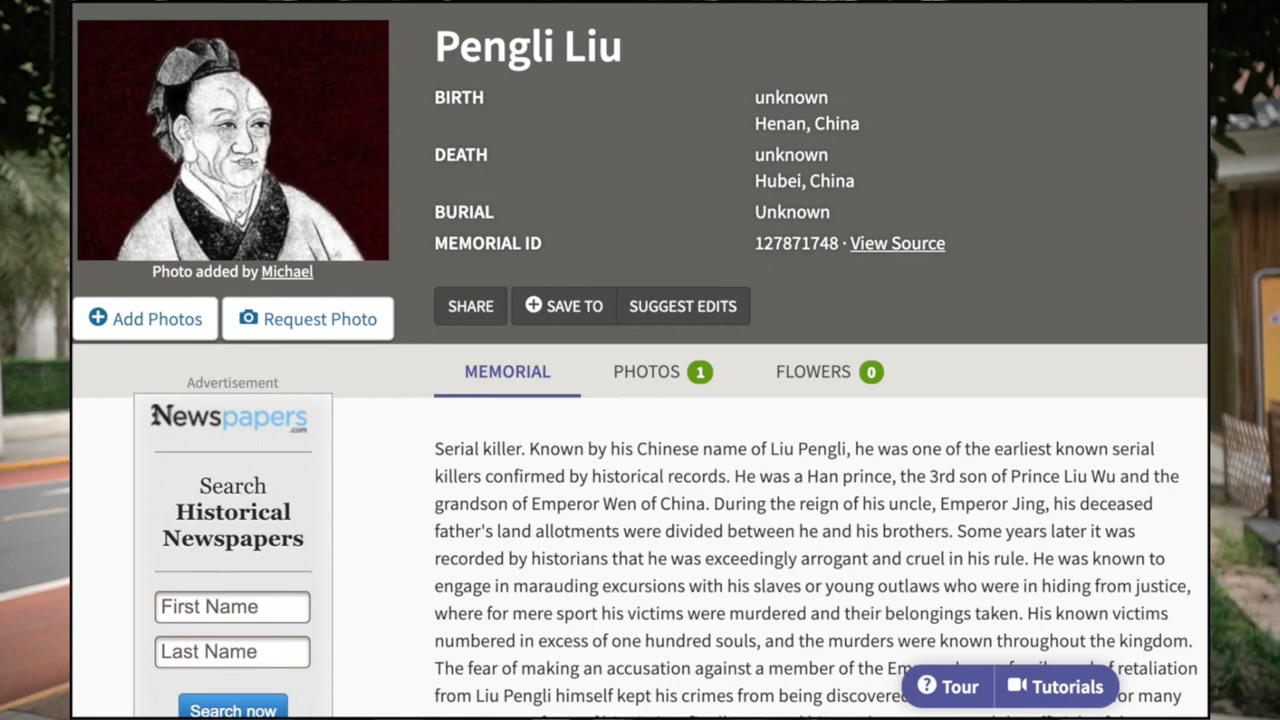 Pengli Liu
BIRTH
unknown
Henan, China
DEATH
unknown
Hubei, China
BURIAL
Unknown
MEMORIAL ID
127871748 · View Source
Photo added by Michael
Add Photos
Request Photo
SHARE
SAVE TO
SUGGEST EDITS
MEMORIAL
PHOTOS 1
FLOWERS 0
Advertisement
Newspapers
.com
Search
Historical
Newspapers
First Name
Last Name
Search now
Serial killer. Known by his Chinese name of Liu Pengli, he was one of the earliest known serial
killers confirmed by historical records. He was a Han prince, the 3rd son of Prince Liu Wu and the
grandson of Emperor Wen of China. During the reign of his uncle, Emperor Jing, his deceased
father's land allotments were divided between he and his brothers. Some years later it was
recorded by historians that he was exceedingly arrogant and cruel in his rule. He was known to
engage in marauding excursions with his slaves or young outlaws who were in hiding from justice,
where for mere sport his victims were murdered and their belongings taken. His known victims
numbered in excess of one hundred souls, and the murders were known throughout the kingdom.
The fear of making an accusation against a member of the retaliation
from Liu Pengli himself kept his crimes from being discovered for many
Tour
Tutorials